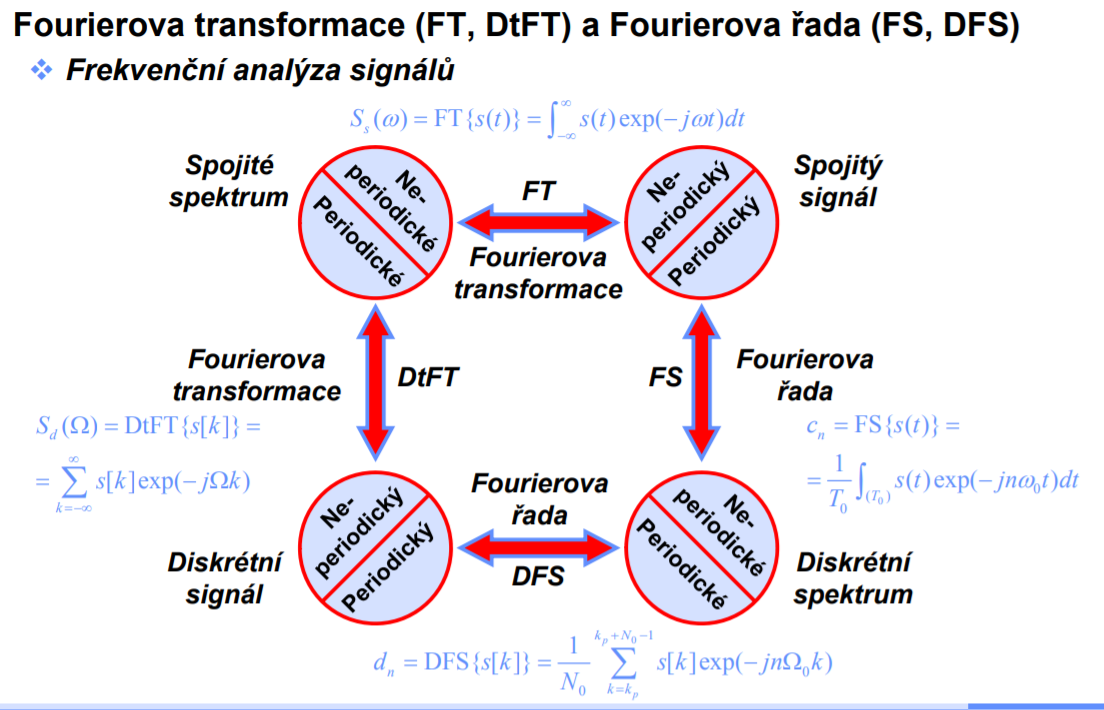 Fourierova transformace (FT, DtFT) a Fourierova řada (FS, DFS)
❖ Frekvenční analýza signálů
S_s(ω) = FT{s(t)} = ∫_{-∞}^{∞} s(t) exp(-jωt)dt
Spojité
spektrum
Ne-
periodické
Periodické
FT
Fourierova
transformace
Ne-
periodický
Periodický
Spojitý
signál
Fourierova
transformace
DtFT
FS
Fourierova
řada
S_d(Ω) = DtFT{s[k]} =
= ∑_{k=-∞}^{∞} s[k]exp(-jΩk)
c_n = FS{s(t)} =
= 1/T_0 ∫_{(T_0)} s(t)exp(-jnω_0t)dt
Diskrétní
signál
Ne-
periodický
Periodický
Fourierova
řada
DFS
Ne-
periodické
Periodické
Diskrétní
spektrum
d_n = DFS{s[k]} = 1/N_0 ∑_{k=k_p}^{k_p+N_0-1} s[k]exp(-jnΩ_0k)